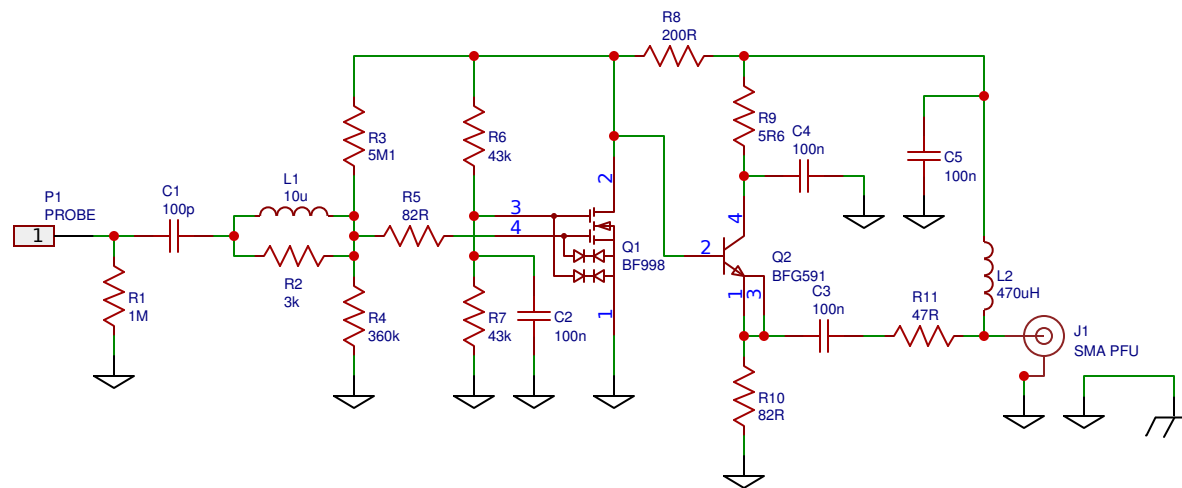 R8
200R
R9
5R6
C4
100n
C5
100n
R3
5M1
R6
43k
L1
10u
R5
82R
P1
PROBE
1
C1
100p
R2
3k
R1
1M
R4
360k
R7
43k
C2
100n
3
4
2
1
Q1
BF998
2
4
1
3
Q2
BFG591
C3
100n
R11
47R
L2
470uH
J1
SMA PFU
R10
82R